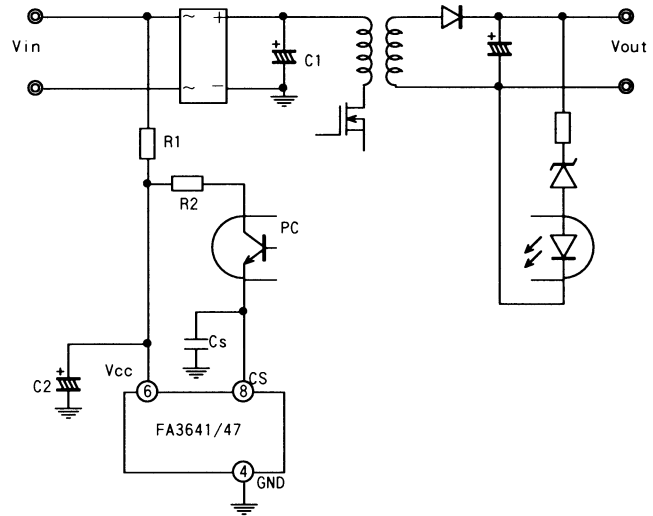 Vin
~
+
+
C1
+
Vout
~
−
R1
R2
PC
Cs
+
C2
Vcc
6
8
CS
FA3641/47
4
GND